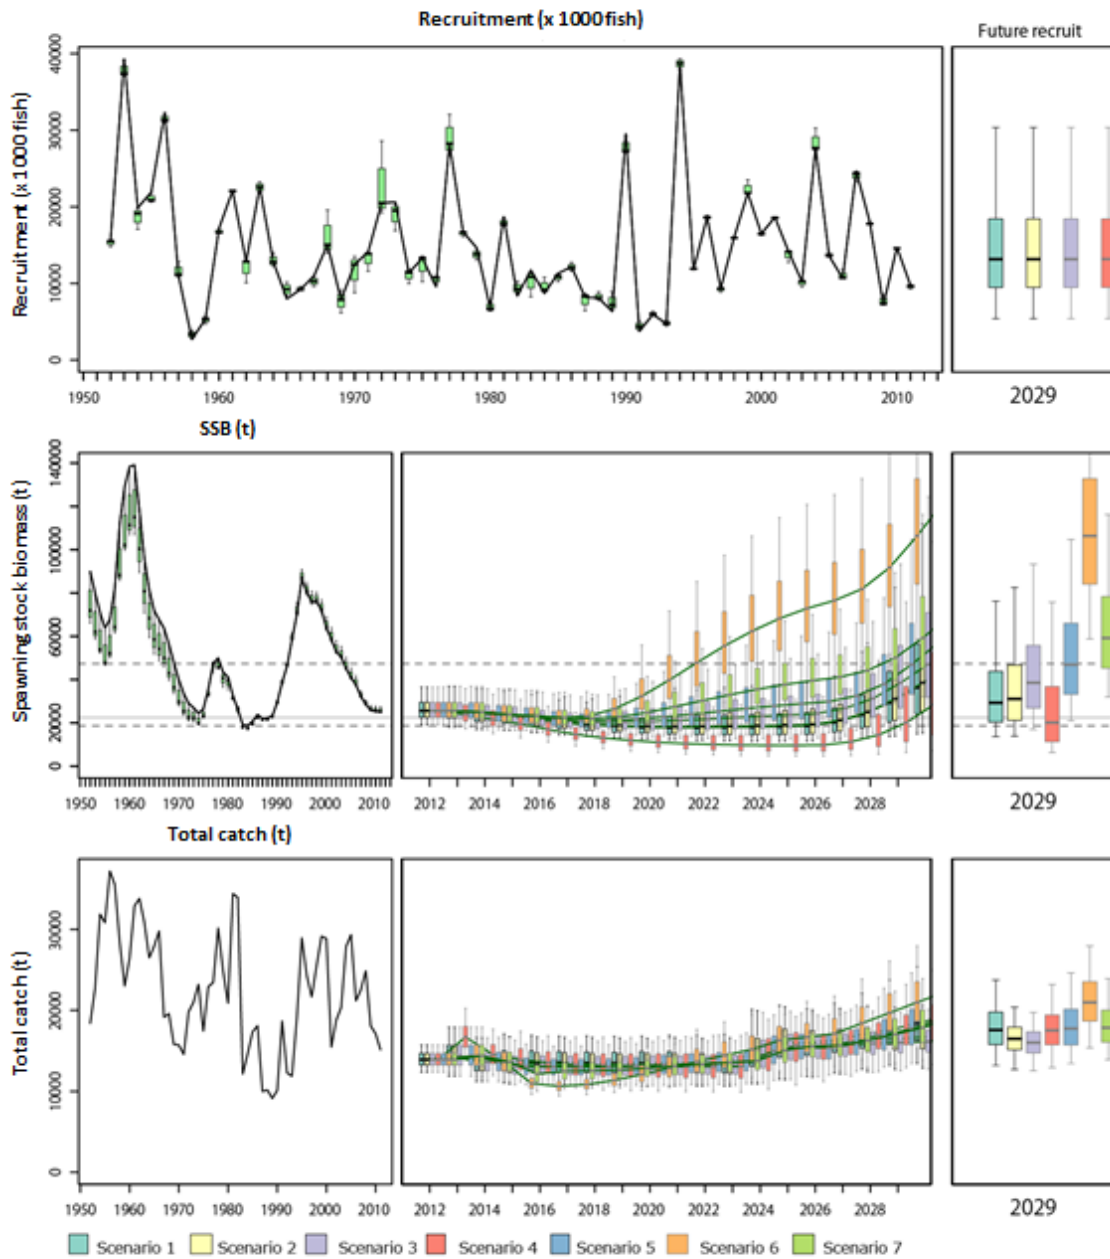 Recruitment (x 1000 fish)
Future recruit
Recruitment (x 1000 fish)
40000
30000
20000
10000
0
1950 1960 1970 1980 1990 2000 2010
2029
SSB (t)
Spawning stock biomass (t)
140000
100000
60000
20000
0
1950 1960 1970 1980 1990 2000 2010
2012 2014 2016 2018 2020 2022 2024 2026 2028
2029
Total catch (t)
Total catch (t)
30000
20000
10000
0
1950 1960 1970 1980 1990 2000 2010
2012 2014 2016 2018 2020 2022 2024 2026 2028
2029
Scenario 1 Scenario 2 Scenario 3 Scenario 4 Scenario 5 Scenario 6 Scenario 7